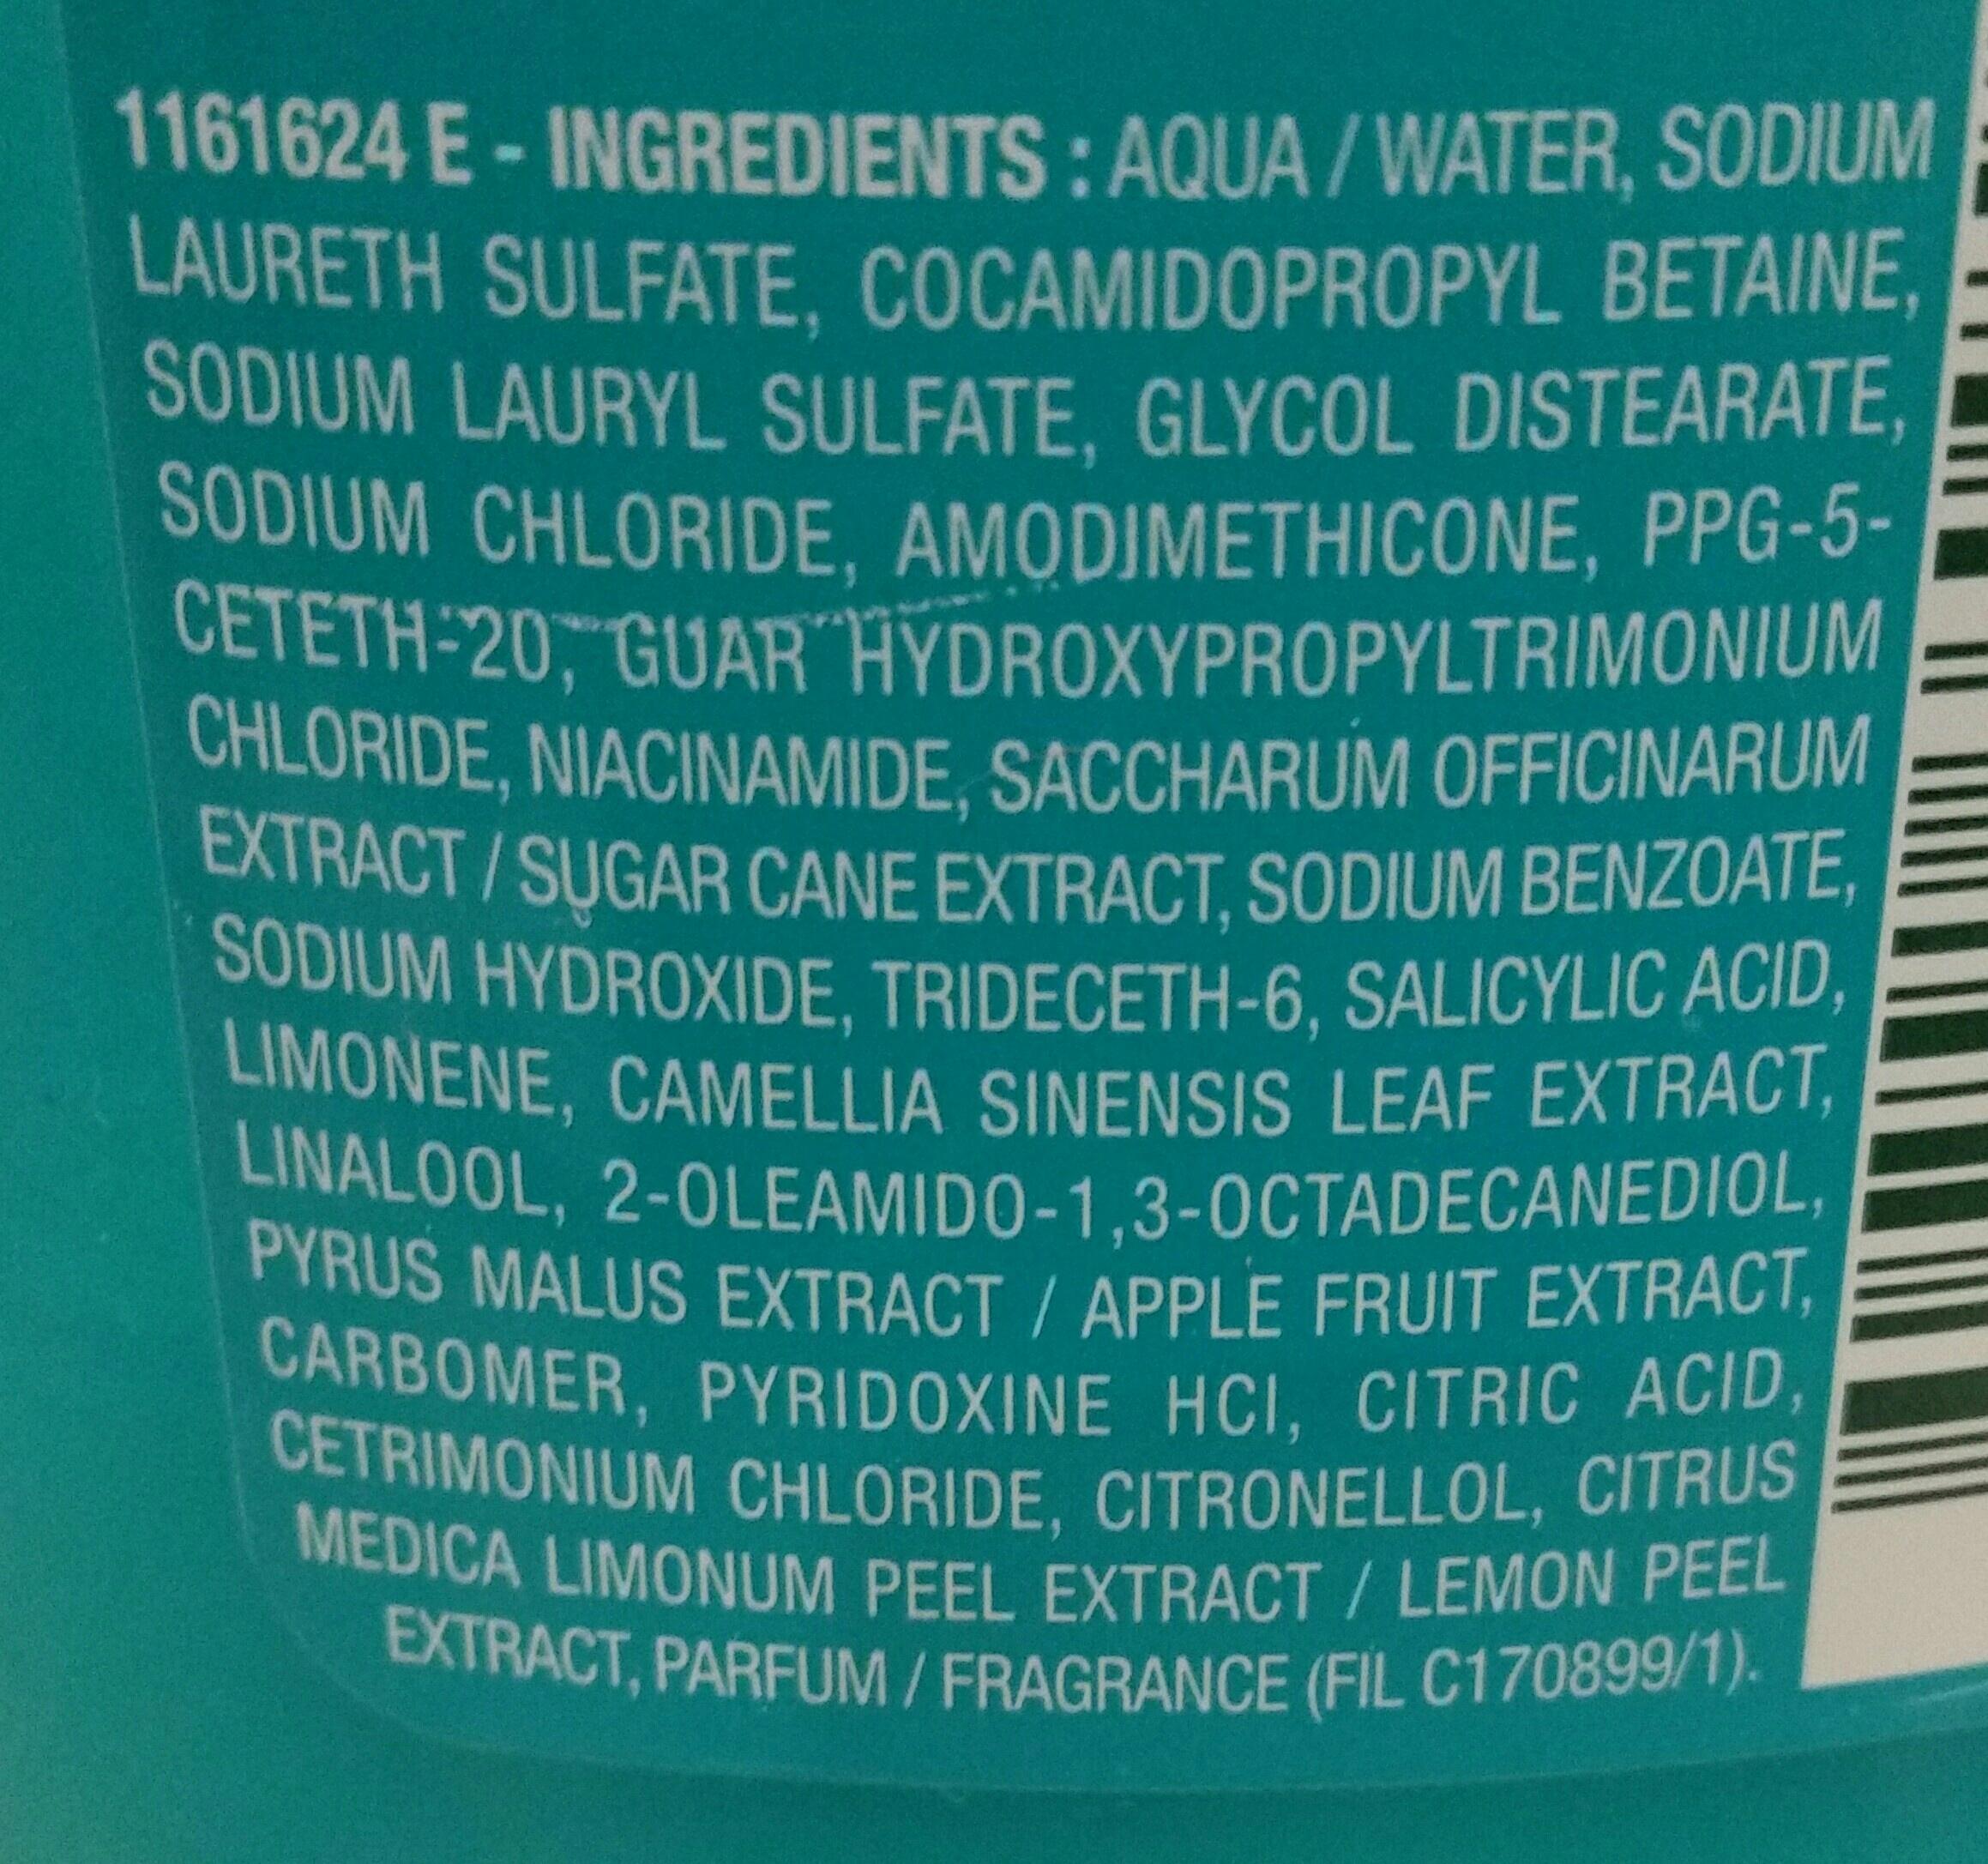 1161624 E - INGREDIENTS : AQUA / WATER, SODIUM
LAURETH SULFATE, COCAMIDOPROPYL BETAINE,
SODIUM LAURYL SULFATE, GLYCOL DISTEARATE,
SODIUM CHLORIDE, AMODIMETHICONE, PPG-5-
CETETH-20, GUAR HYDROXYPROPYLTRIMONIUM
CHLORIDE, NIACINAMIDE, SACCHARUM OFFICINARUM
EXTRACT / SUGAR CANE EXTRACT, SODIUM BENZOATE,
SODIUM HYDROXIDE, TRIDECETH-6, SALICYLIC ACID,
LIMONENE, CAMELLIA SINENSIS LEAF EXTRACT,
LINALOOL, 2-OLEAMIDO-1,3-OCTADECANEDIOL,
PYRUS MALUS EXTRACT / APPLE FRUIT EXTRACT,
CARBOMER, PYRIDOXINE HCl, CITRIC ACID,
CETRIMONIUM CHLORIDE, CITRONELLOL, CITRUS
MEDICA LIMONUM PEEL EXTRACT / LEMON PEEL
EXTRACT, PARFUM / FRAGRANCE (FIL C170899/1).